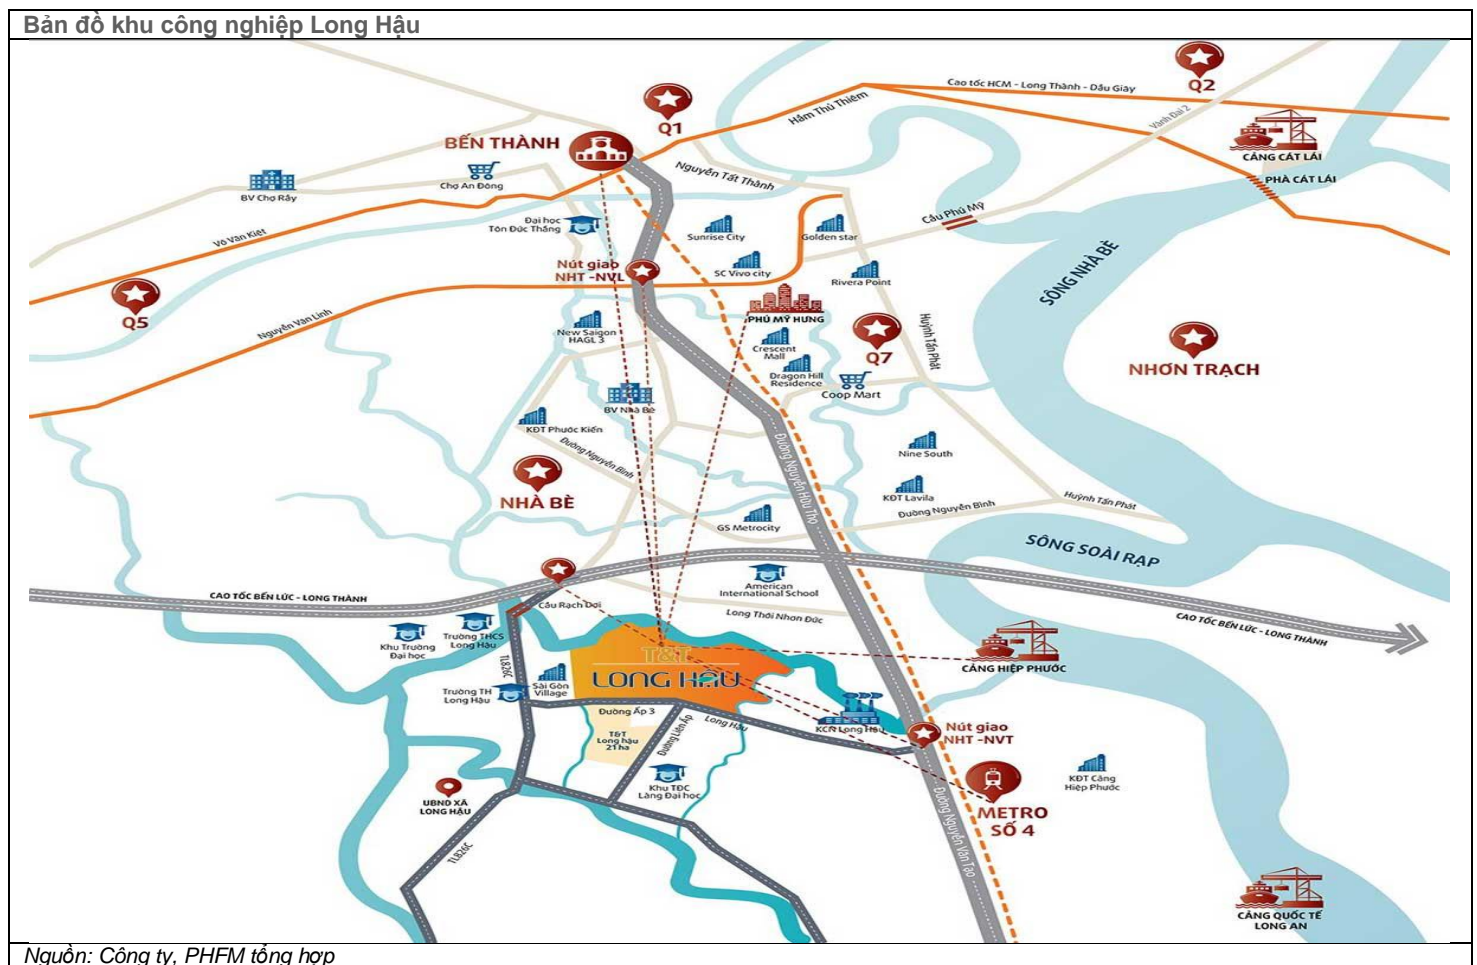 Bản đồ khu công nghiệp Long Hậu
Q2
Cao tốc HCM - Long Thành - Dầu Giây
Q1
Hầm Thủ Thiêm
Vành Đai 2
BẾN THÀNH
CẢNG CÁT LÁI
PHÀ CÁT LÁI
Nguyễn Tất Thành
Chợ An Đông
BV Chợ Rẫy
Cầu Phú Mỹ
Đại học
Tôn Đức Thắng
Võ Văn Kiệt
Sunrise City
Golden star
Nút giao
NHT -NVL
SC Vivo city
Rivera Point
SÔNG NHÀ BÈ
Q5
Nguyễn Văn Linh
PHÚ MỸ HƯNG
Huỳnh Tấn Phát
New Saigon
HAGL 3
Crescent
Mall
Q7
NHƠN TRẠCH
Dragon Hill
Residence
Coop Mart
BV Nhà Bè
KĐT Phước Kiển
Đường Nguyễn Bình
Đường Nguyễn Hữu Thọ
Nine South
NHÀ BÈ
KĐT Lavila
Huỳnh Tấn Phát
Đường Nguyễn Bình
GS Metrocity
SÔNG SOÀI RẠP
CAO TỐC BẾN LỨC - LONG THÀNH
American
International School
Cầu Rạch Dơi
Long Thới Nhơn Đức
CAO TỐC BẾN LỨC - LONG THÀNH
Khu Trường
Đại học
Trường THCS
Long Hậu
T&T
LONG HẬU
CẢNG HIỆP PHƯỚC
TL826C
Sài Gòn
Village
Trường TH
Long Hậu
Đường Ấp 3
Long Hậu
KCN Long Hậu
Nút giao
NHT -NVT
T&T
Long hậu
21 ha
Đường Liên Ấp
Khu TĐC
Làng Đại học
KĐT Cảng
Hiệp Phước
UBND XÃ
LONG HẬU
METRO
SỐ 4
Đường Nguyễn Văn Tạo
TL826C
CẢNG QUỐC TẾ
LONG AN
Nguồn: Công ty, PHFM tổng hợp